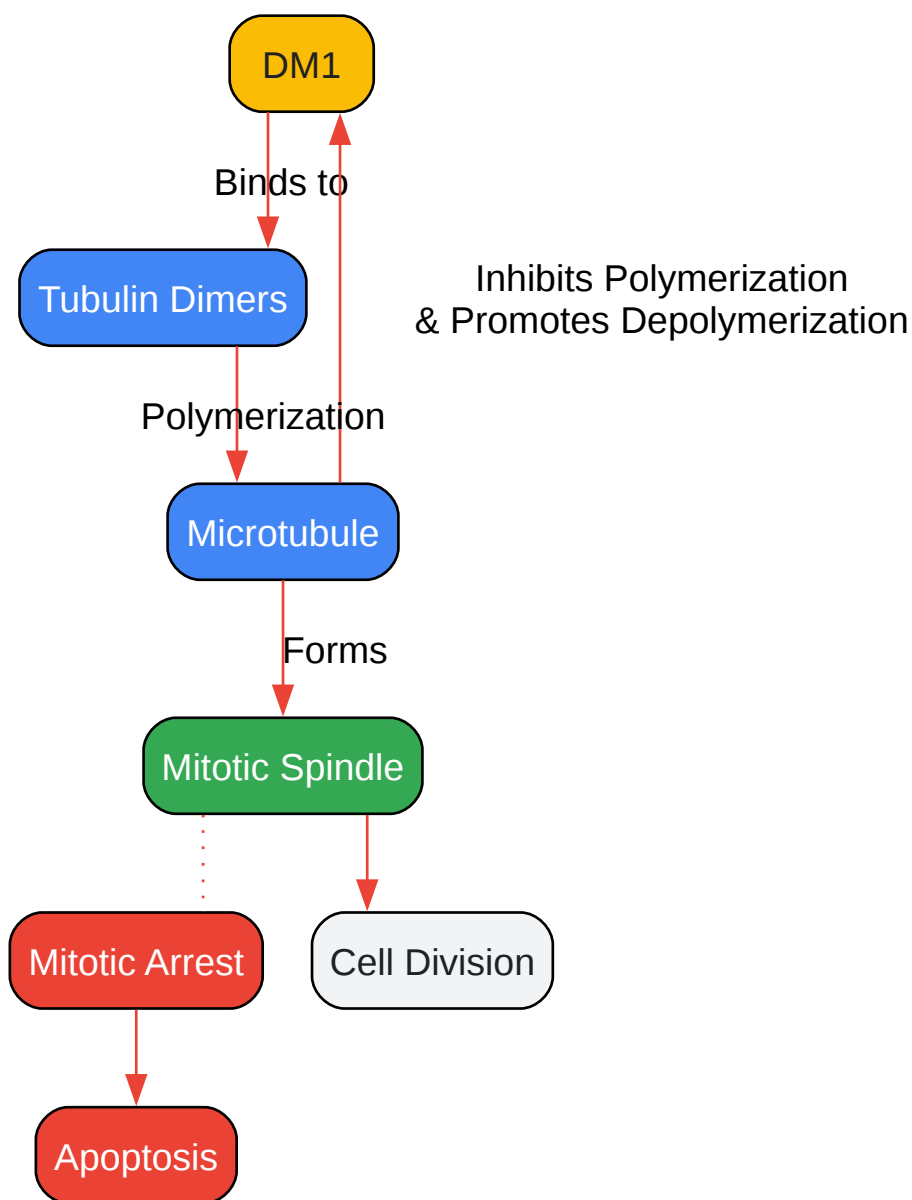 DM1
Binds to
Inhibits Polymerization
& Promotes Depolymerization
Tubulin Dimers
Polymerization
Microtubule
Forms
Mitotic Spindle
Mitotic Arrest
Cell Division
Apoptosis